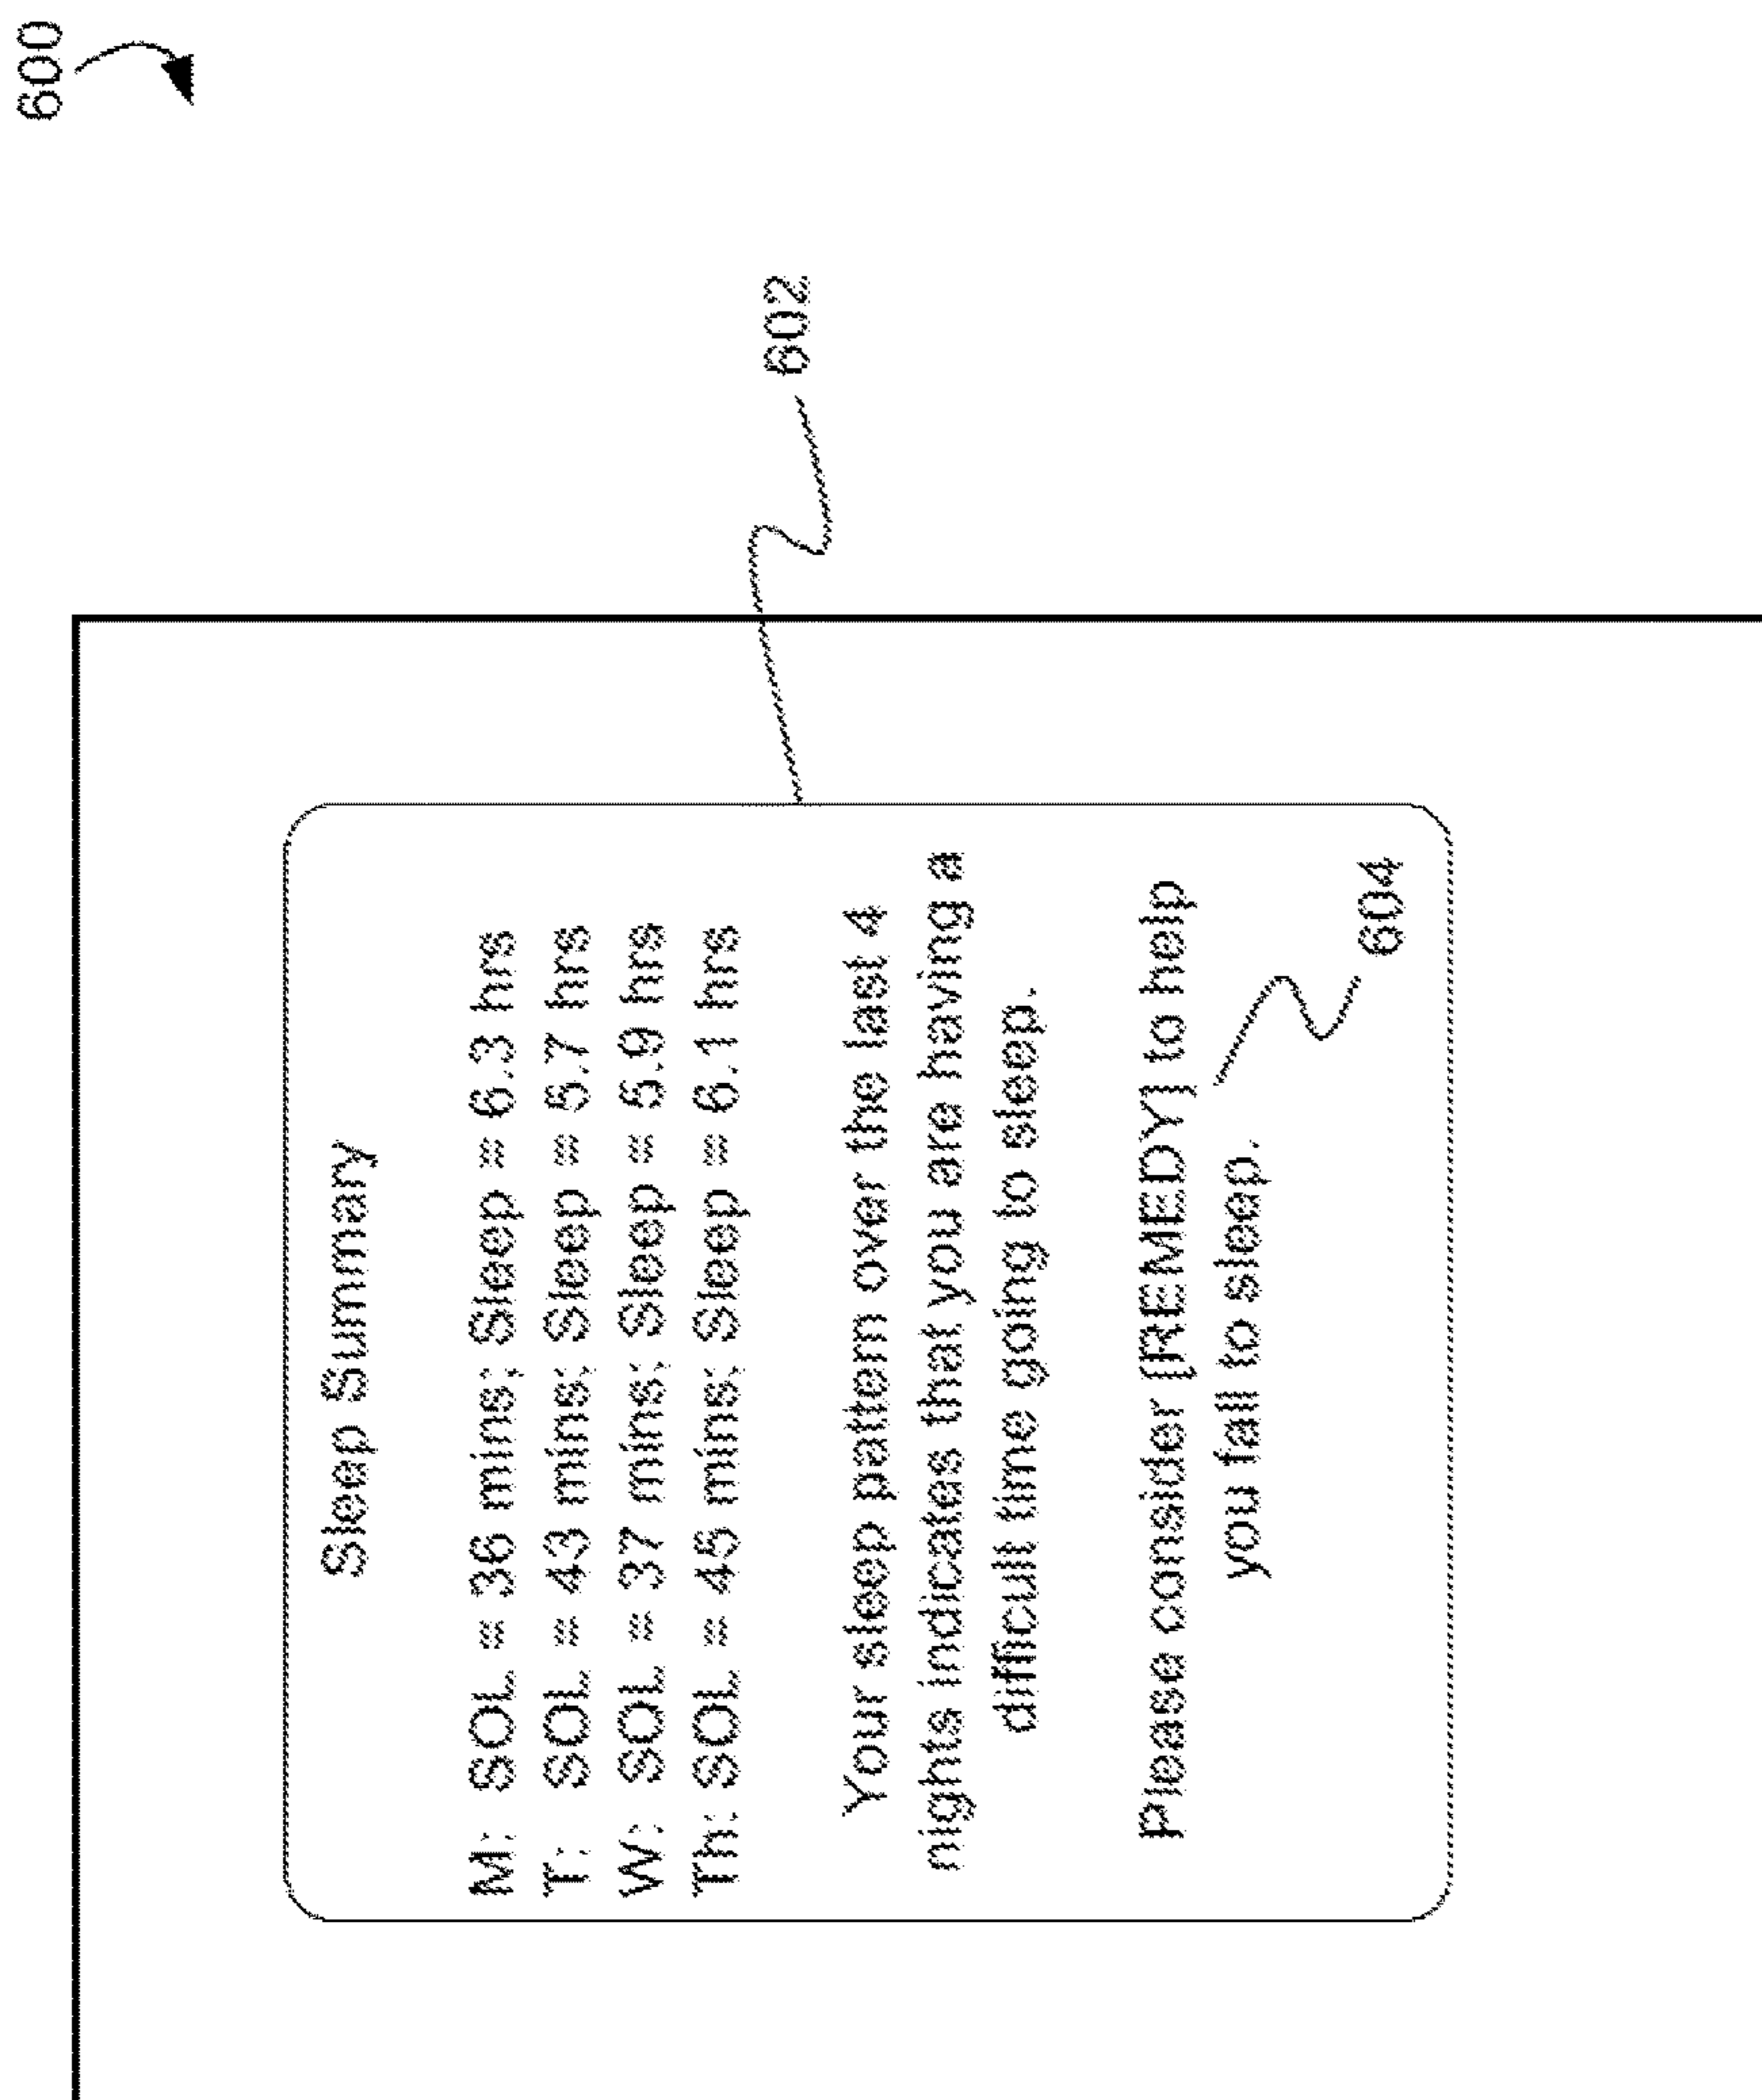 600
602
Sleep Summary
M: SOL = 36 mins; Sleep = 6.3 hrs
T: SOL = 43 mins; Sleep = 5.7 hrs
W: SOL = 37 mins; Sleep = 5.9 hrs
Th: SOL = 45 mins; Sleep = 6.1 hrs
Your sleep pattern over the last 4
nights indicates that you are having a
difficult time going to sleep.
Please consider [REMEDY] to help
you fall to sleep.
604